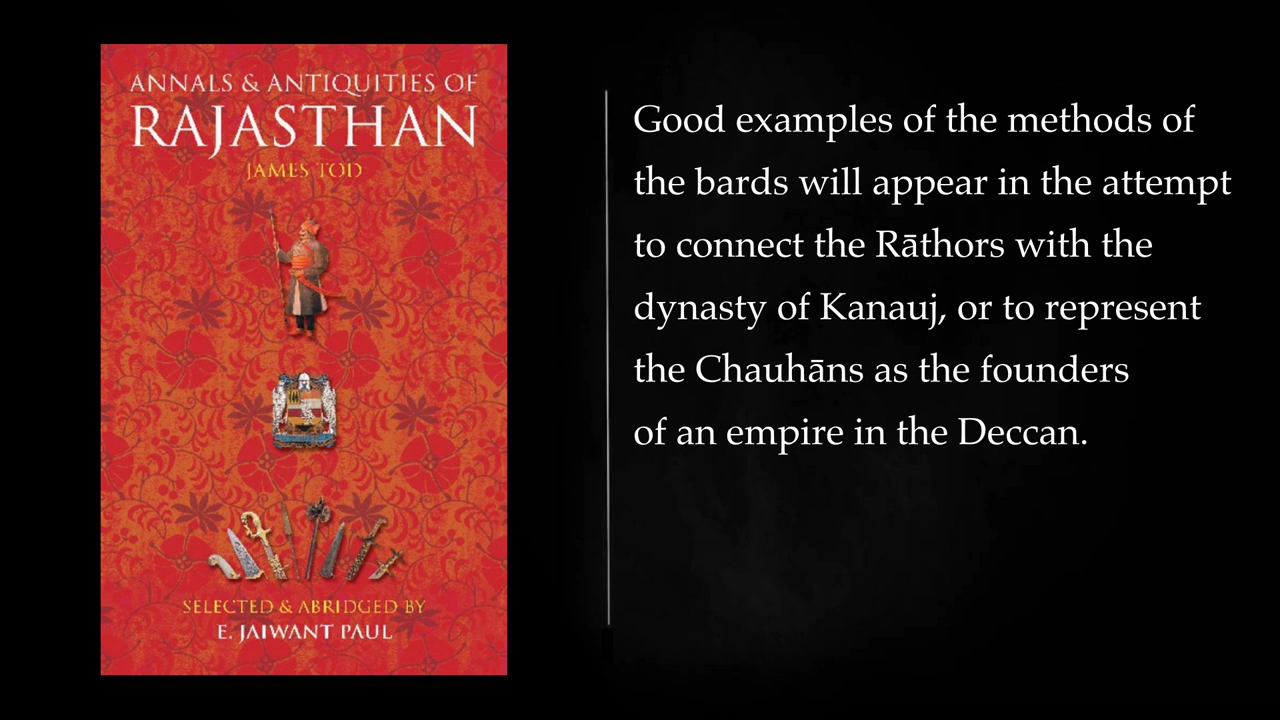 ANNALS & ANTIQUITIES OF
RAJASTHAN
JAMES TOD
SELECTED & ABRIDGED BY
E. JAIWANT PAUL
Good examples of the methods of
the bards will appear in the attempt
to connect the Rāthors with the
dynasty of Kanauj, or to represent
the Chauhāns as the founders
of an empire in the Deccan.